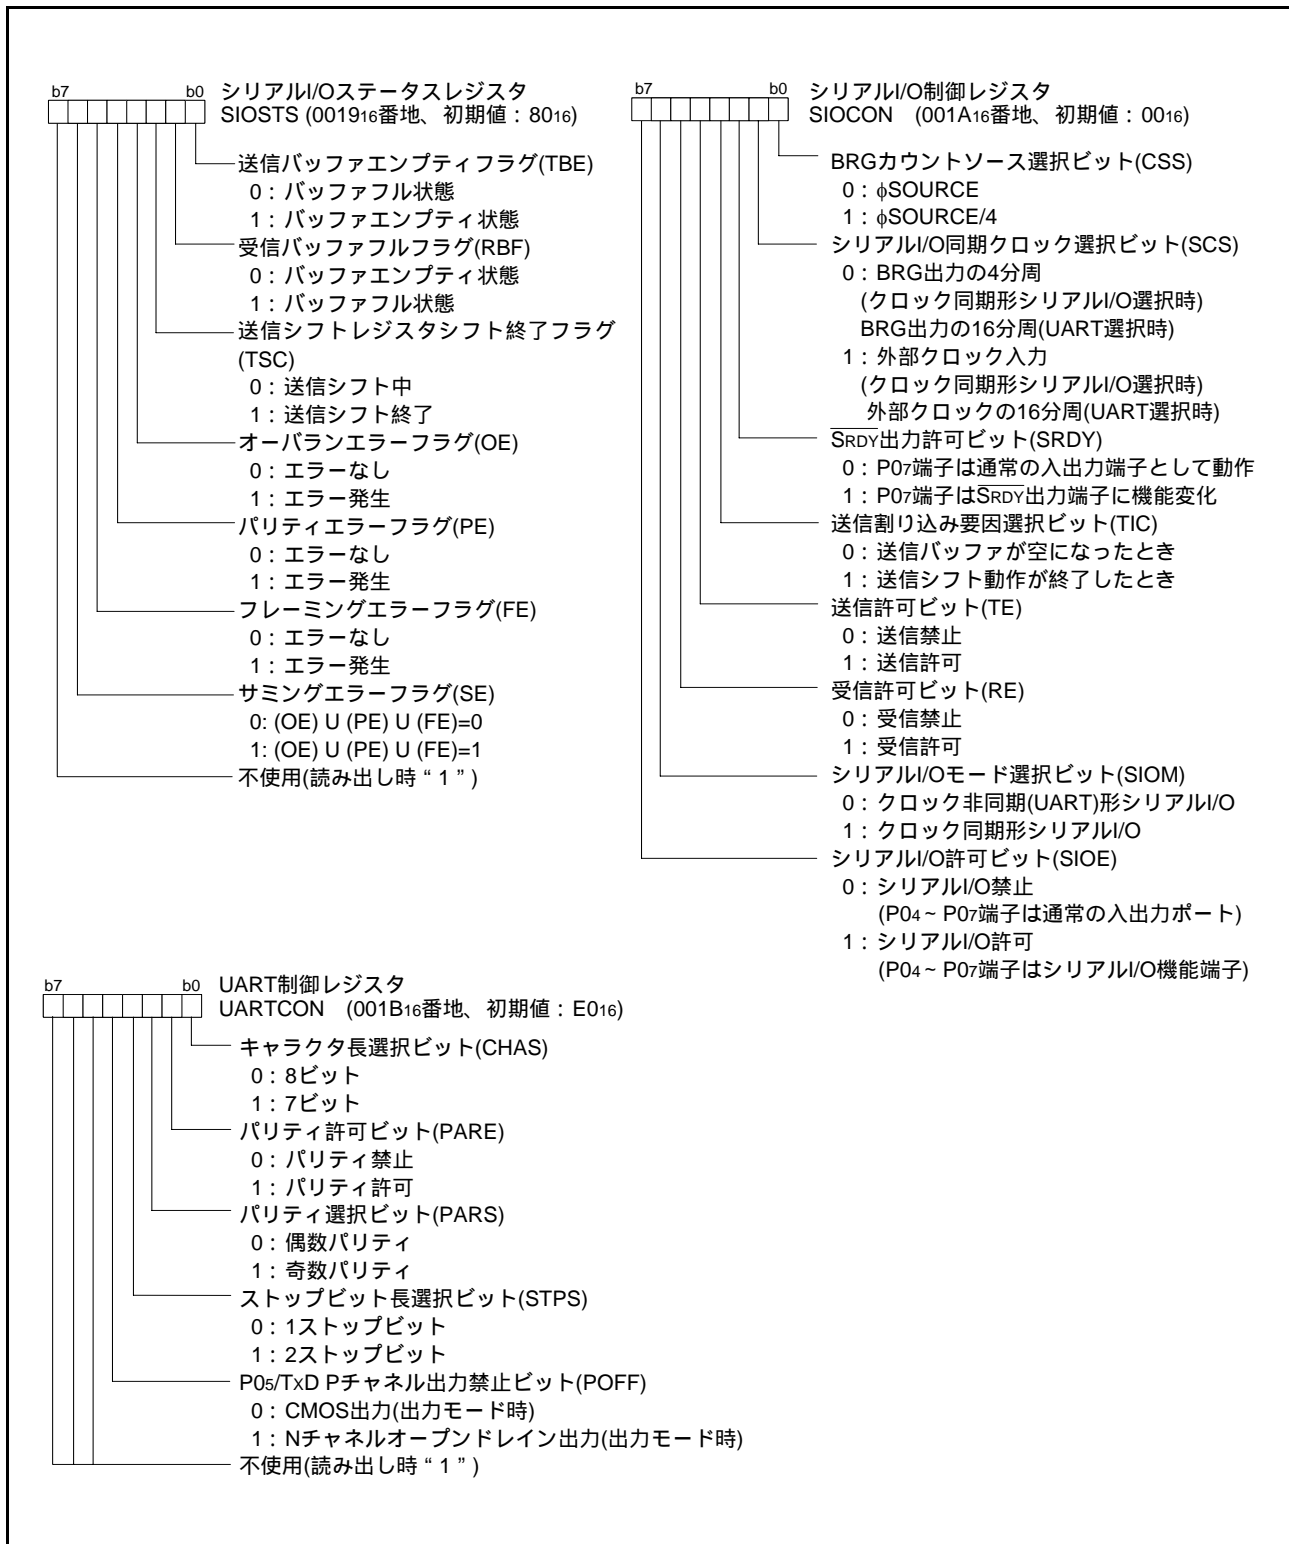 b7 b0 シリアルI/Oステータスレジスタ
SIOSTS (001916番地、初期値：8016)
送信バッファエンプティフラグ(TBE)
0：バッファフル状態
1：バッファエンプティ状態
受信バッファフルフラグ(RBF)
0：バッファエンプティ状態
1：バッファフル状態
送信シフトレジスタシフト終了フラグ
(TSC)
0：送信シフト中
1：送信シフト終了
オーバランエラーフラグ(OE)
0：エラーなし
1：エラー発生
パリティエラーフラグ(PE)
0：エラーなし
1：エラー発生
フレーミングエラーフラグ(FE)
0：エラーなし
1：エラー発生
サミングエラーフラグ(SE)
0: (OE) U (PE) U (FE)=0
1: (OE) U (PE) U (FE)=1
不使用(読み出し時“1”)
b7 b0 シリアルI/O制御レジスタ
SIOCON (001A16番地、初期値：0016)
BRGカウントソース選択ビット(CSS)
0：φSOURCE
1：φSOURCE/4
シリアルI/O同期クロック選択ビット(SCS)
0：BRG出力の4分周
(クロック同期形シリアルI/O選択時)
BRG出力の16分周(UART選択時)
1：外部クロック入力
(クロック同期形シリアルI/O選択時)
外部クロックの16分周(UART選択時)
SRDY出力許可ビット(SRDY)
0：P07端子は通常の入出力端子として動作
1：P07端子はSRDY出力端子に機能変化
送信割り込み要因選択ビット(TIC)
0：送信バッファが空になったとき
1：送信シフト動作が終了したとき
送信許可ビット(TE)
0：送信禁止
1：送信許可
受信許可ビット(RE)
0：受信禁止
1：受信許可
シリアルI/Oモード選択ビット(SIOM)
0：クロック非同期(UART)形シリアルI/O
1：クロック同期形シリアルI/O
シリアルI/O許可ビット(SIOE)
0：シリアルI/O禁止
(P04~P07端子は通常の入出力ポート)
1：シリアルI/O許可
(P04~P07端子はシリアルI/O機能端子)
b7 b0 UART制御レジスタ
UARTCON (001B16番地、初期値：E016)
キャラクタ長選択ビット(CHAS)
0：8ビット
1：7ビット
パリティ許可ビット(PARE)
0：パリティ禁止
1：パリティ許可
パリティ選択ビット(PARS)
0：偶数パリティ
1：奇数パリティ
ストップビット長選択ビット(STPS)
0：1ストップビット
1：2ストップビット
P05/TXD Pチャネル出力禁止ビット(POFF)
0：CMOS出力(出力モード時)
1：Nチャネルオープンドレイン出力(出力モード時)
不使用(読み出し時“1”)